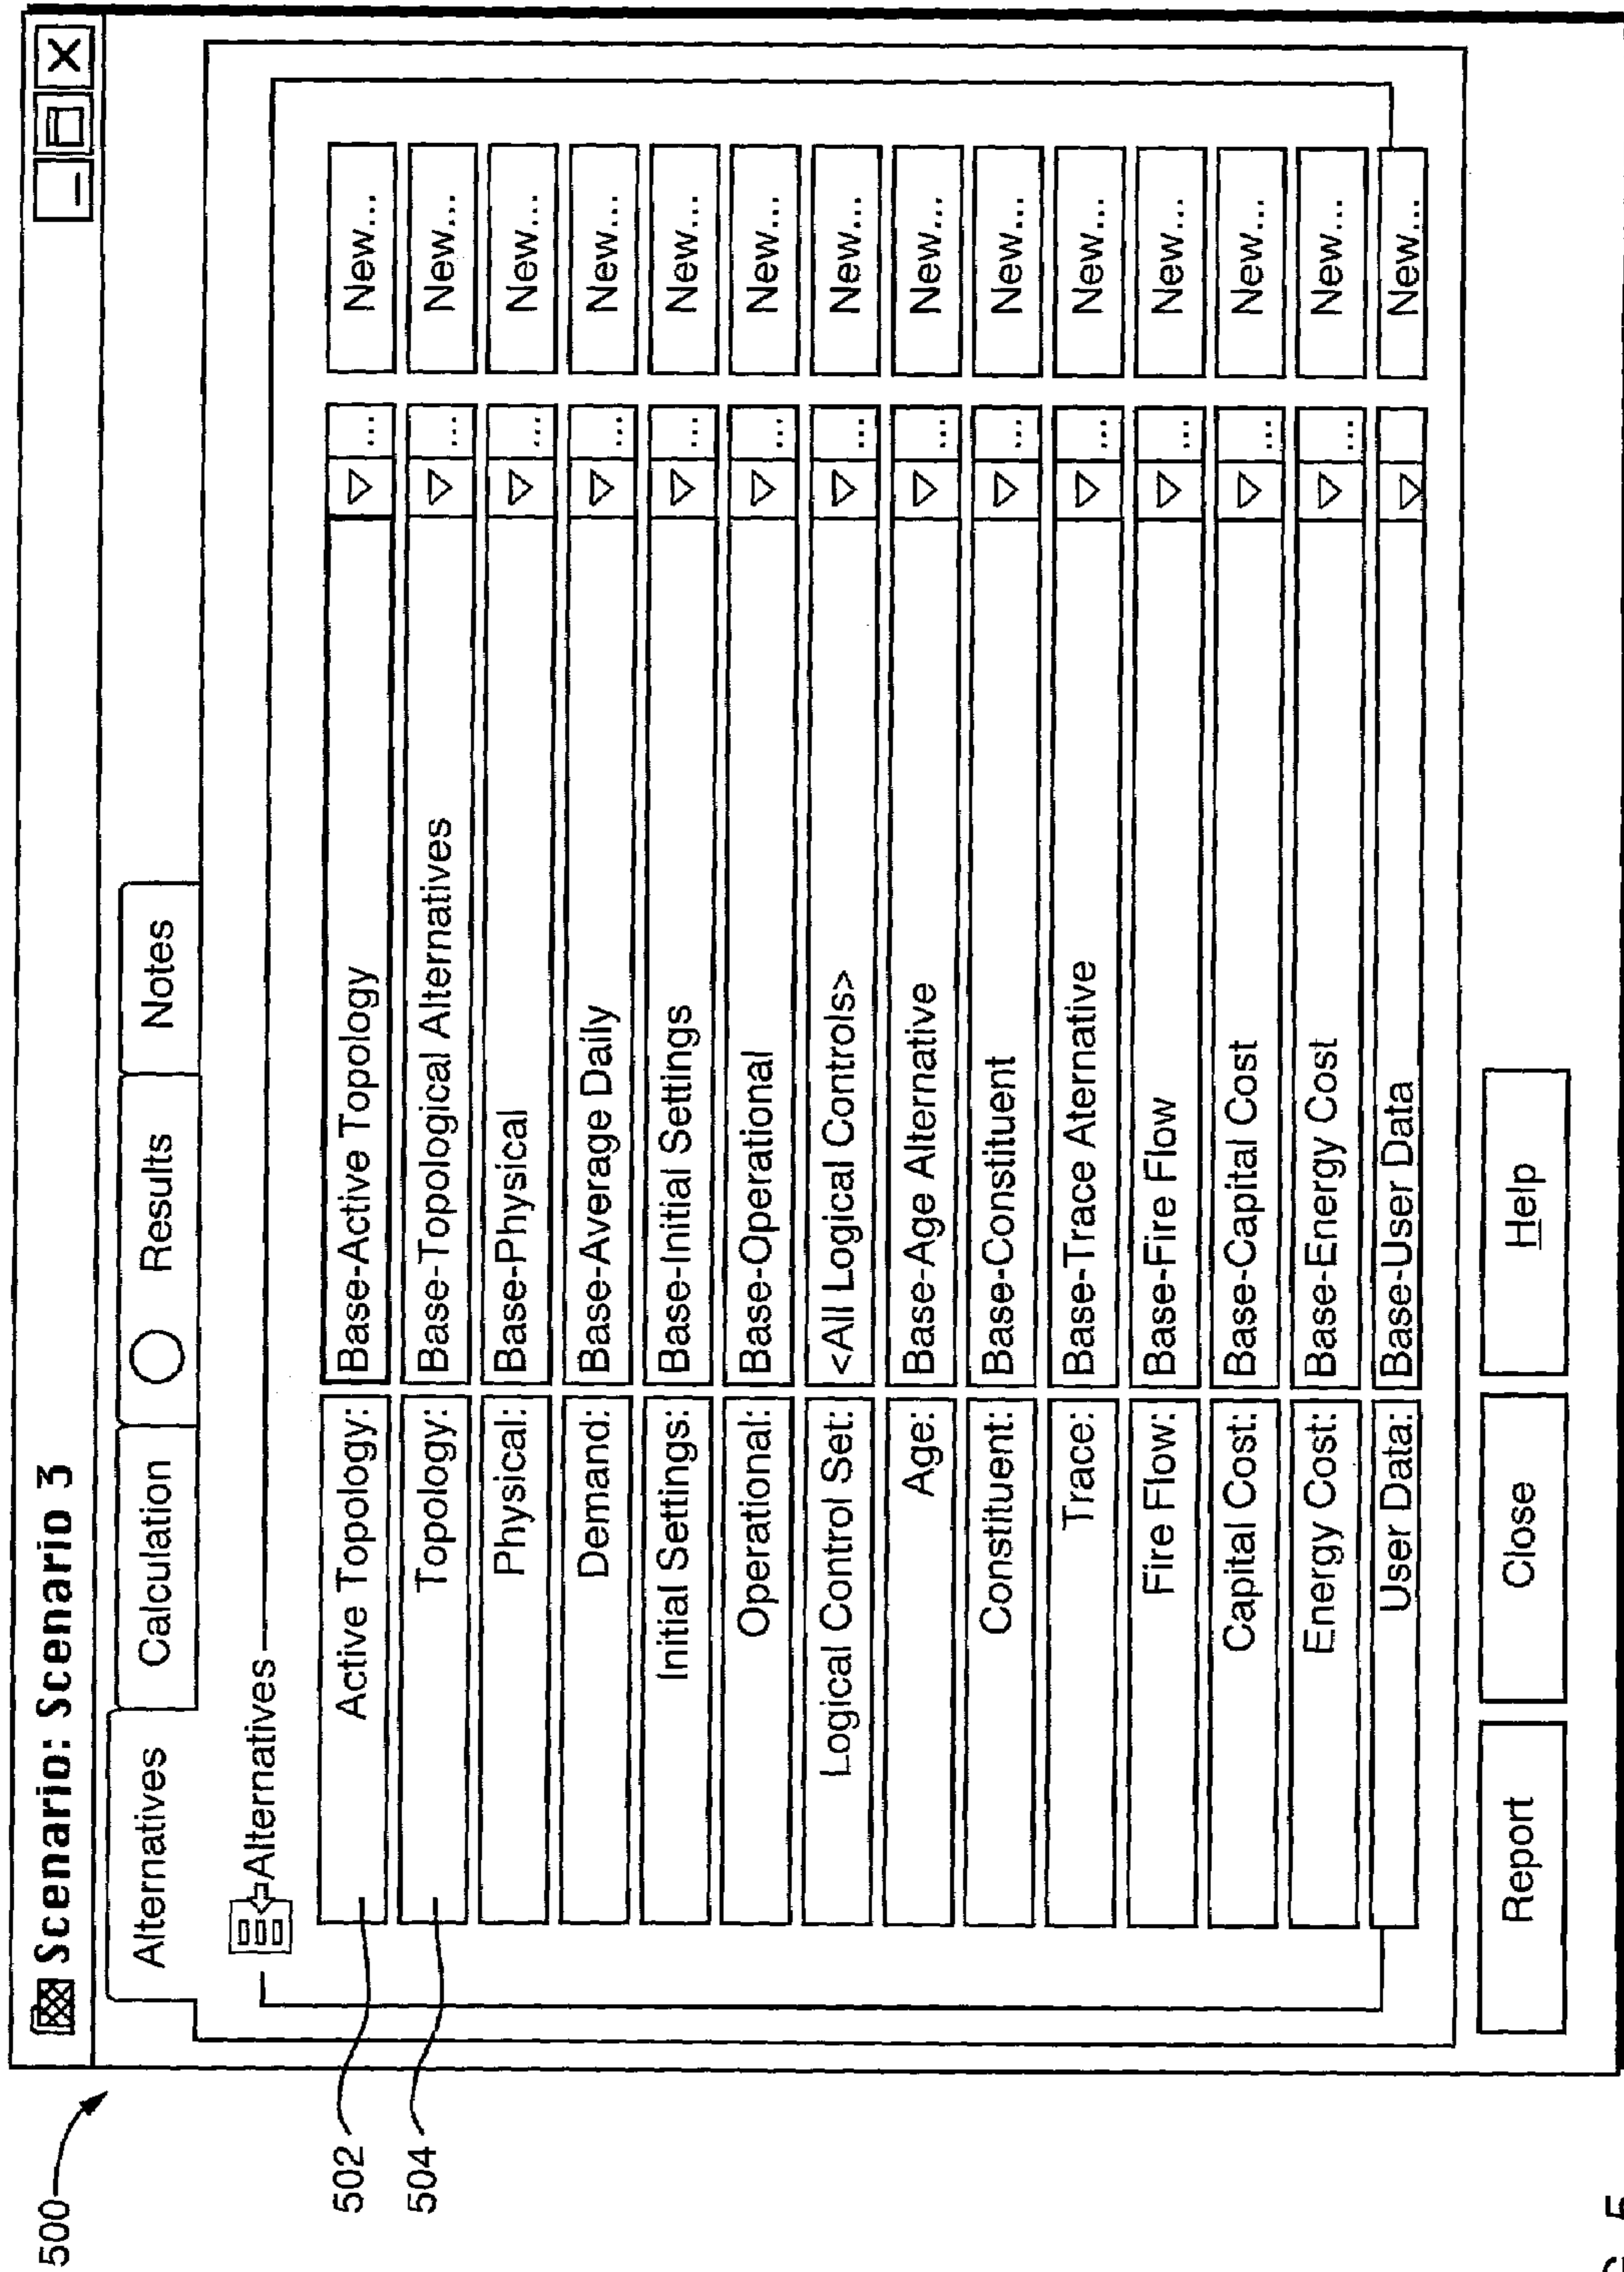 500
Scenario: Scenario 3
Alternatives Calculation Results Notes
Alternatives
502
504
Active Topology: Base-Active Topology ... New...
Topology: Base-Topological Alternatives ... New...
Physical: Base-Physical ... New...
Demand: Base-Average Daily ... New...
Initial Settings: Base-Initial Settings ... New...
Operational: Base-Operational ... New...
Logical Control Set: <All Logical Controls> ... New...
Age: Base-Age Alternative ... New...
Constituent: Base-Constituent ... New...
Trace: Base-Trace Aternative ... New...
Fire Flow: Base-Fire Flow ... New...
Capital Cost: Base-Capital Cost ... New...
Energy Cost: Base-Energy Cost ... New...
User Data: Base-User Data New...
Report Close Help